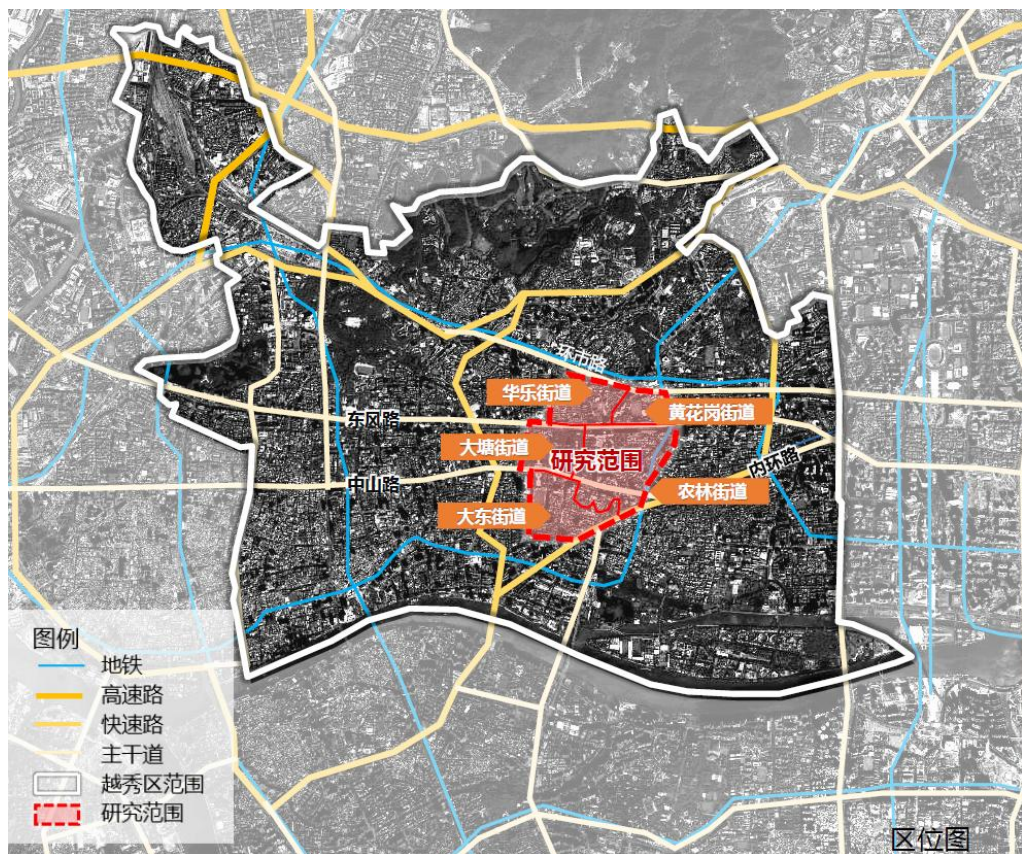 环市路
华乐街道
黄花岗街道
东风路
大塘街道
研究范围
内环路
中山路
农林街道
大东街道
图例
地铁
高速路
快速路
主干道
越秀区范围
研究范围
区位图